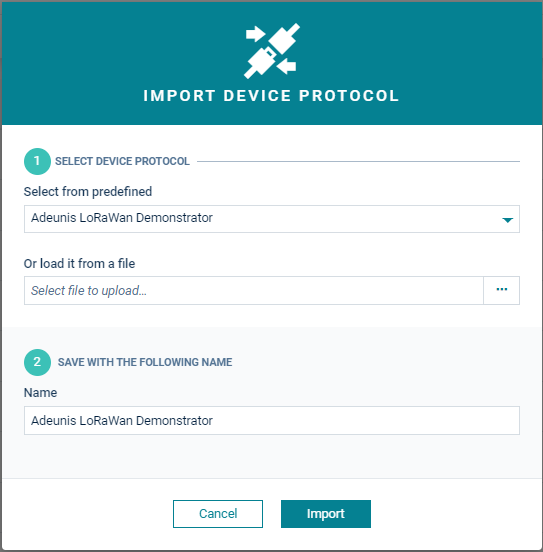 IMPORT DEVICE PROTOCOL
1 SELECT DEVICE PROTOCOL
Select from predefined
Adeunis LoRaWan Demonstrator
Or load it from a file
Select file to upload... ...
2 SAVE WITH THE FOLLOWING NAME
Name
Adeunis LoRaWan Demonstrator
Cancel Import